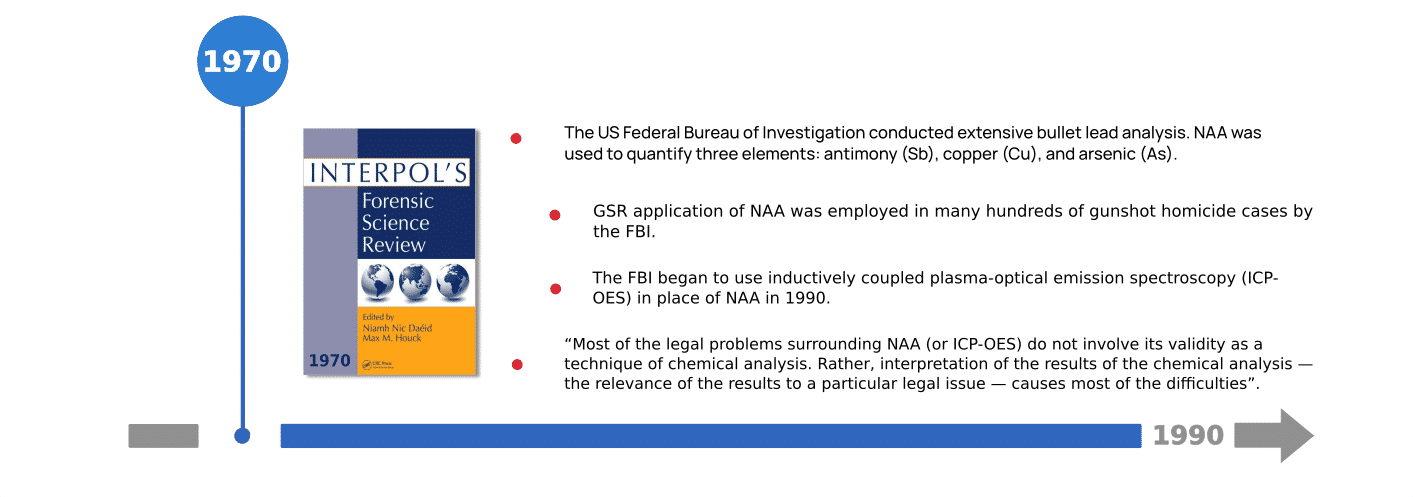 1970
INTERPOL'S
Forensic
Science
Review
Edited by
Niamh Nic Daéid
Max M. Houck
1970
CRC Press
The US Federal Bureau of Investigation conducted extensive bullet lead analysis. NAA was
used to quantify three elements: antimony (Sb), copper (Cu), and arsenic (As).
GSR application of NAA was employed in many hundreds of gunshot homicide cases by
the FBI.
The FBI began to use inductively coupled plasma-optical emission spectroscopy (ICP-
OES) in place of NAA in 1990.
“Most of the legal problems surrounding NAA (or ICP-OES) do not involve its validity as a
technique of chemical analysis. Rather, interpretation of the results of the chemical analysis —
the relevance of the results to a particular legal issue — causes most of the difficulties”.
1990